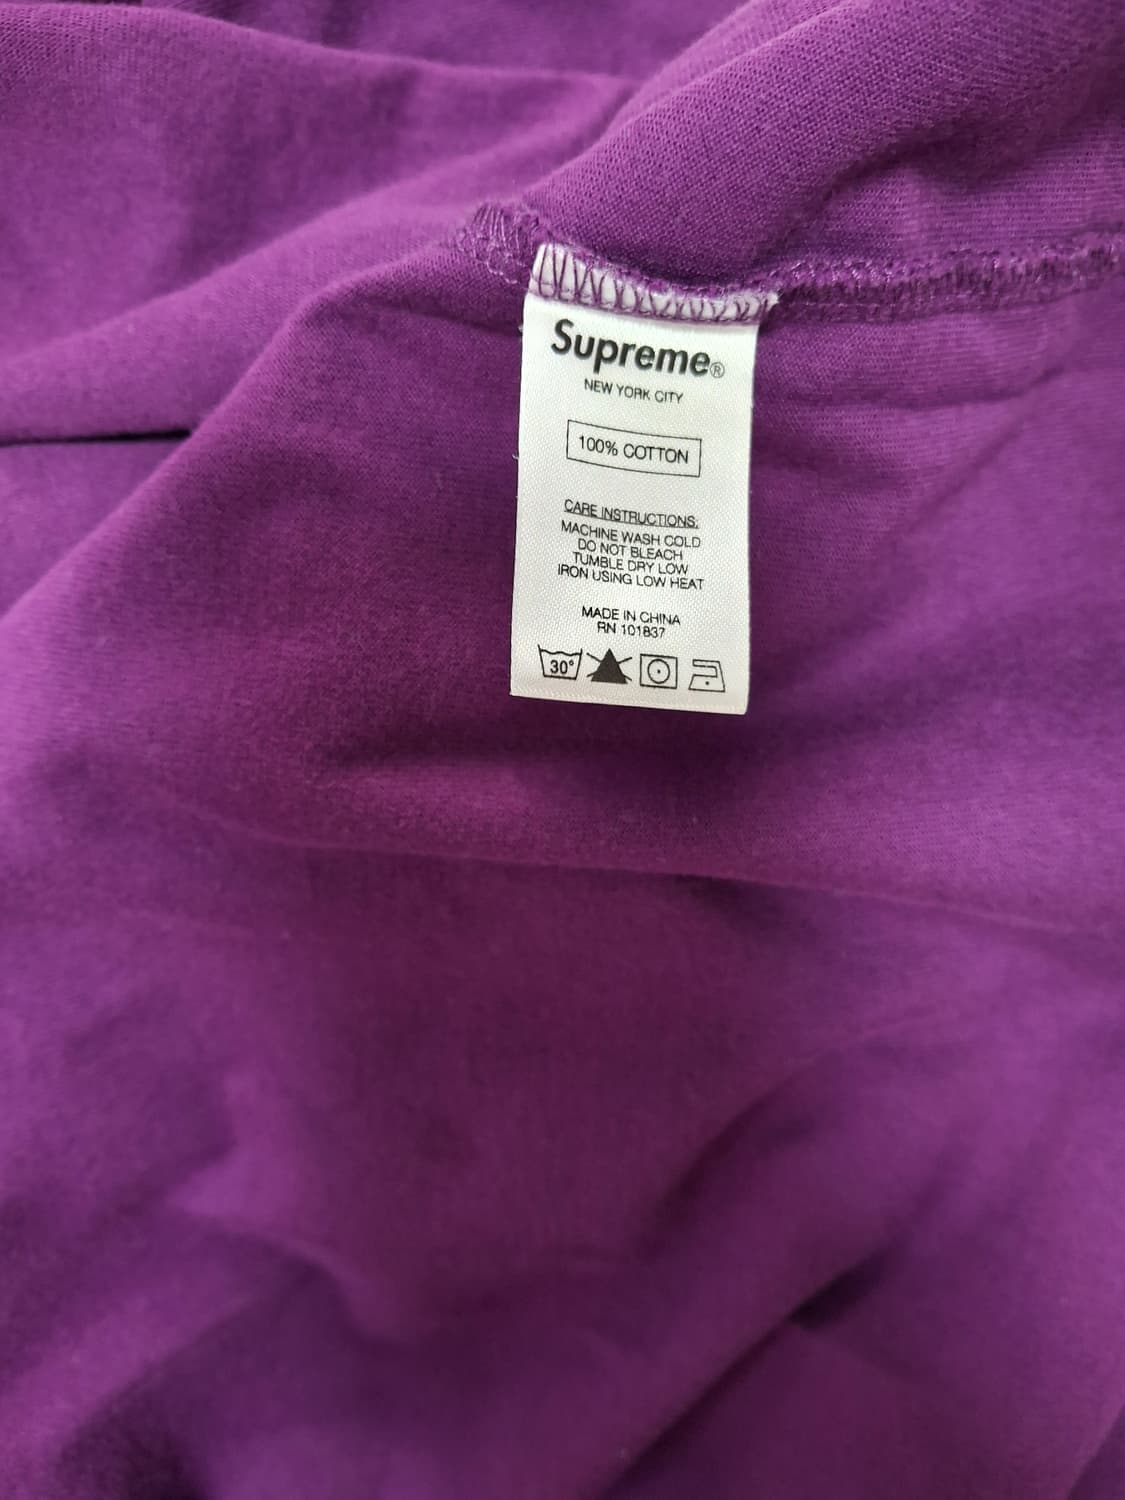 Supreme®
NEW YORK CITY
100% COTTON
CARE INSTRUCTIONS:
MACHINE WASH COLD
DO NOT BLEACH
TUMBLE DRY LOW
IRON USING LOW HEAT
MADE IN CHINA
RN 101837
30°